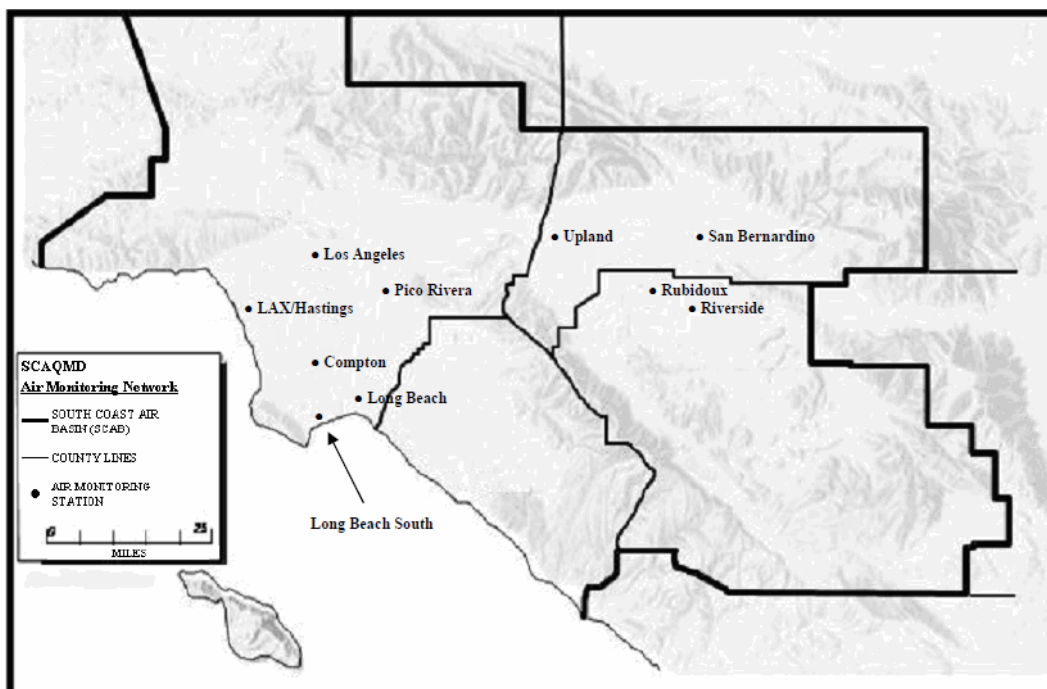 Upland
San Bernardino
Los Angeles
Pico Rivera
Rubidoux
LAX/Hastings
Riverside
Compton
Long Beach
Long Beach South
SCAQMD
Air Monitoring Network
SOUTH COAST AIR
BASIN (SCAB)
COUNTY LINES
AIR MONITORING
STATION
0 25
MILES